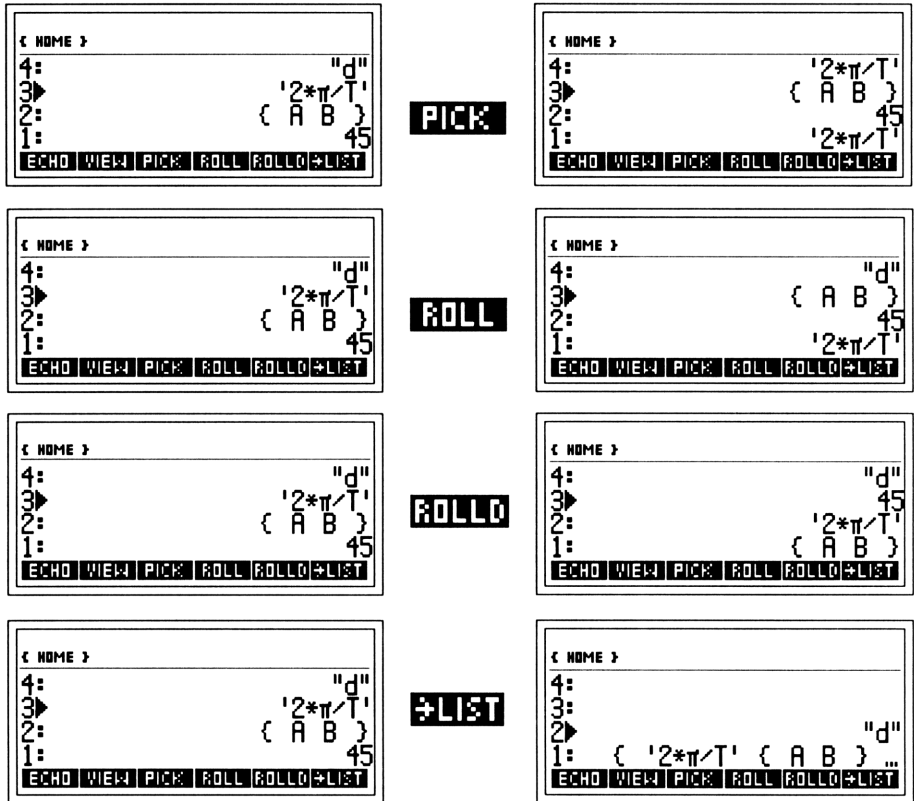 { HOME }
4: "d"
3▶ '2*π/T'
2: { A B }
1: 45
ECHO VIEW PICK ROLL ROLLD →LIST
PICK
{ HOME }
4: '2*π/T'
3▶ { A B }
2: 45
1: '2*π/T'
ECHO VIEW PICK ROLL ROLLD →LIST
{ HOME }
4: "d"
3▶ '2*π/T'
2: { A B }
1: 45
ECHO VIEW PICK ROLL ROLLD →LIST
ROLL
{ HOME }
4: "d"
3▶ { A B }
2: 45
1: '2*π/T'
ECHO VIEW PICK ROLL ROLLD →LIST
{ HOME }
4: "d"
3▶ '2*π/T'
2: { A B }
1: 45
ECHO VIEW PICK ROLL ROLLD →LIST
ROLLD
{ HOME }
4: "d"
3▶ 45
2: '2*π/T'
1: { A B }
ECHO VIEW PICK ROLL ROLLD →LIST
{ HOME }
4: "d"
3▶ '2*π/T'
2: { A B }
1: 45
ECHO VIEW PICK ROLL ROLLD →LIST
→LIST
{ HOME }
4:
3:
2▶ "d"
1: { '2*π/T' { A B } …
ECHO VIEW PICK ROLL ROLLD →LIST